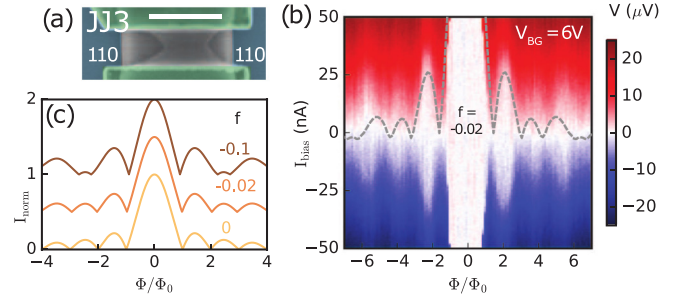 (a)
JJ3
110
110
(c)
f
-0.1
-0.02
0
2
1
0
I_norm
-4
-2
0
2
4
Φ/Φ₀
(b)
V_BG = 6V
f =
-0.02
50
25
0
−25
−50
I_bias (nA)
-6
-4
-2
0
2
4
6
Φ/Φ₀
V (μV)
20
10
0
−10
−20